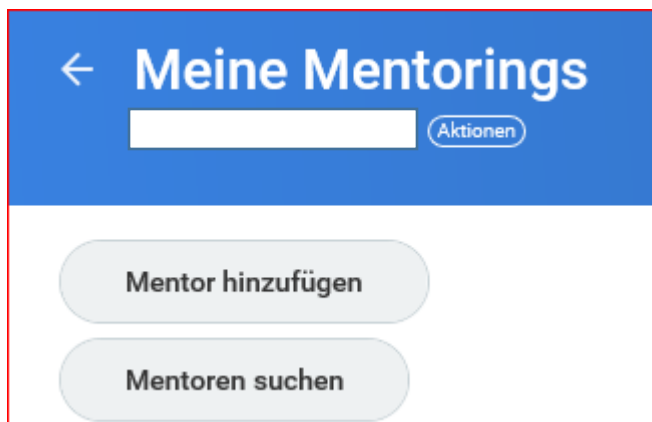 Meine Mentorings
Aktionen
Mentor hinzufügen
Mentoren suchen